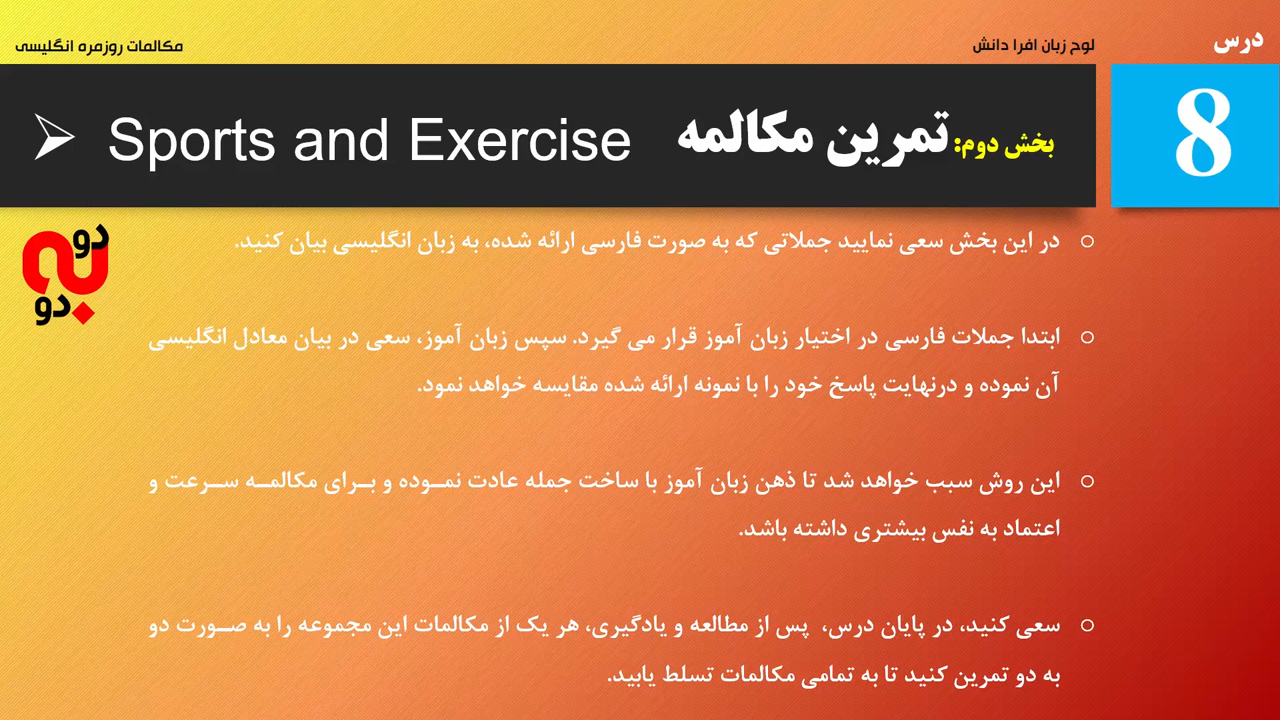 درس
لوح زبان افرا دانش
مکالمات روزمره انگلیسی
8
بخش دوم: تمرین مکالمه Sports and Exercise
در این بخش سعی نمایید جملاتی که به صورت فارسی ارائه شده، به زبان انگلیسی بیان کنید.
دو
به
دو
ابتدا جملات فارسی در اختیار زبان آموز قرار می گیرد. سپس زبان آموز، سعی در بیان معادل انگلیسی
آن نموده و درنهایت پاسخ خود را با نمونه ارائه شده مقایسه خواهد نمود.
این روش سبب خواهد شد تا ذهن زبان آموز با ساخت جمله عادت نمـوده و بـرای مکالمـه سـرعت و
اعتماد به نفس بیشتری داشته باشد.
سعی کنید، در پایان درس، پس از مطالعه و یادگیری، هر یک از مکالمات این مجموعه را به صـورت دو
به دو تمرین کنید تا به تمامی مکالمات تسلط یابید.